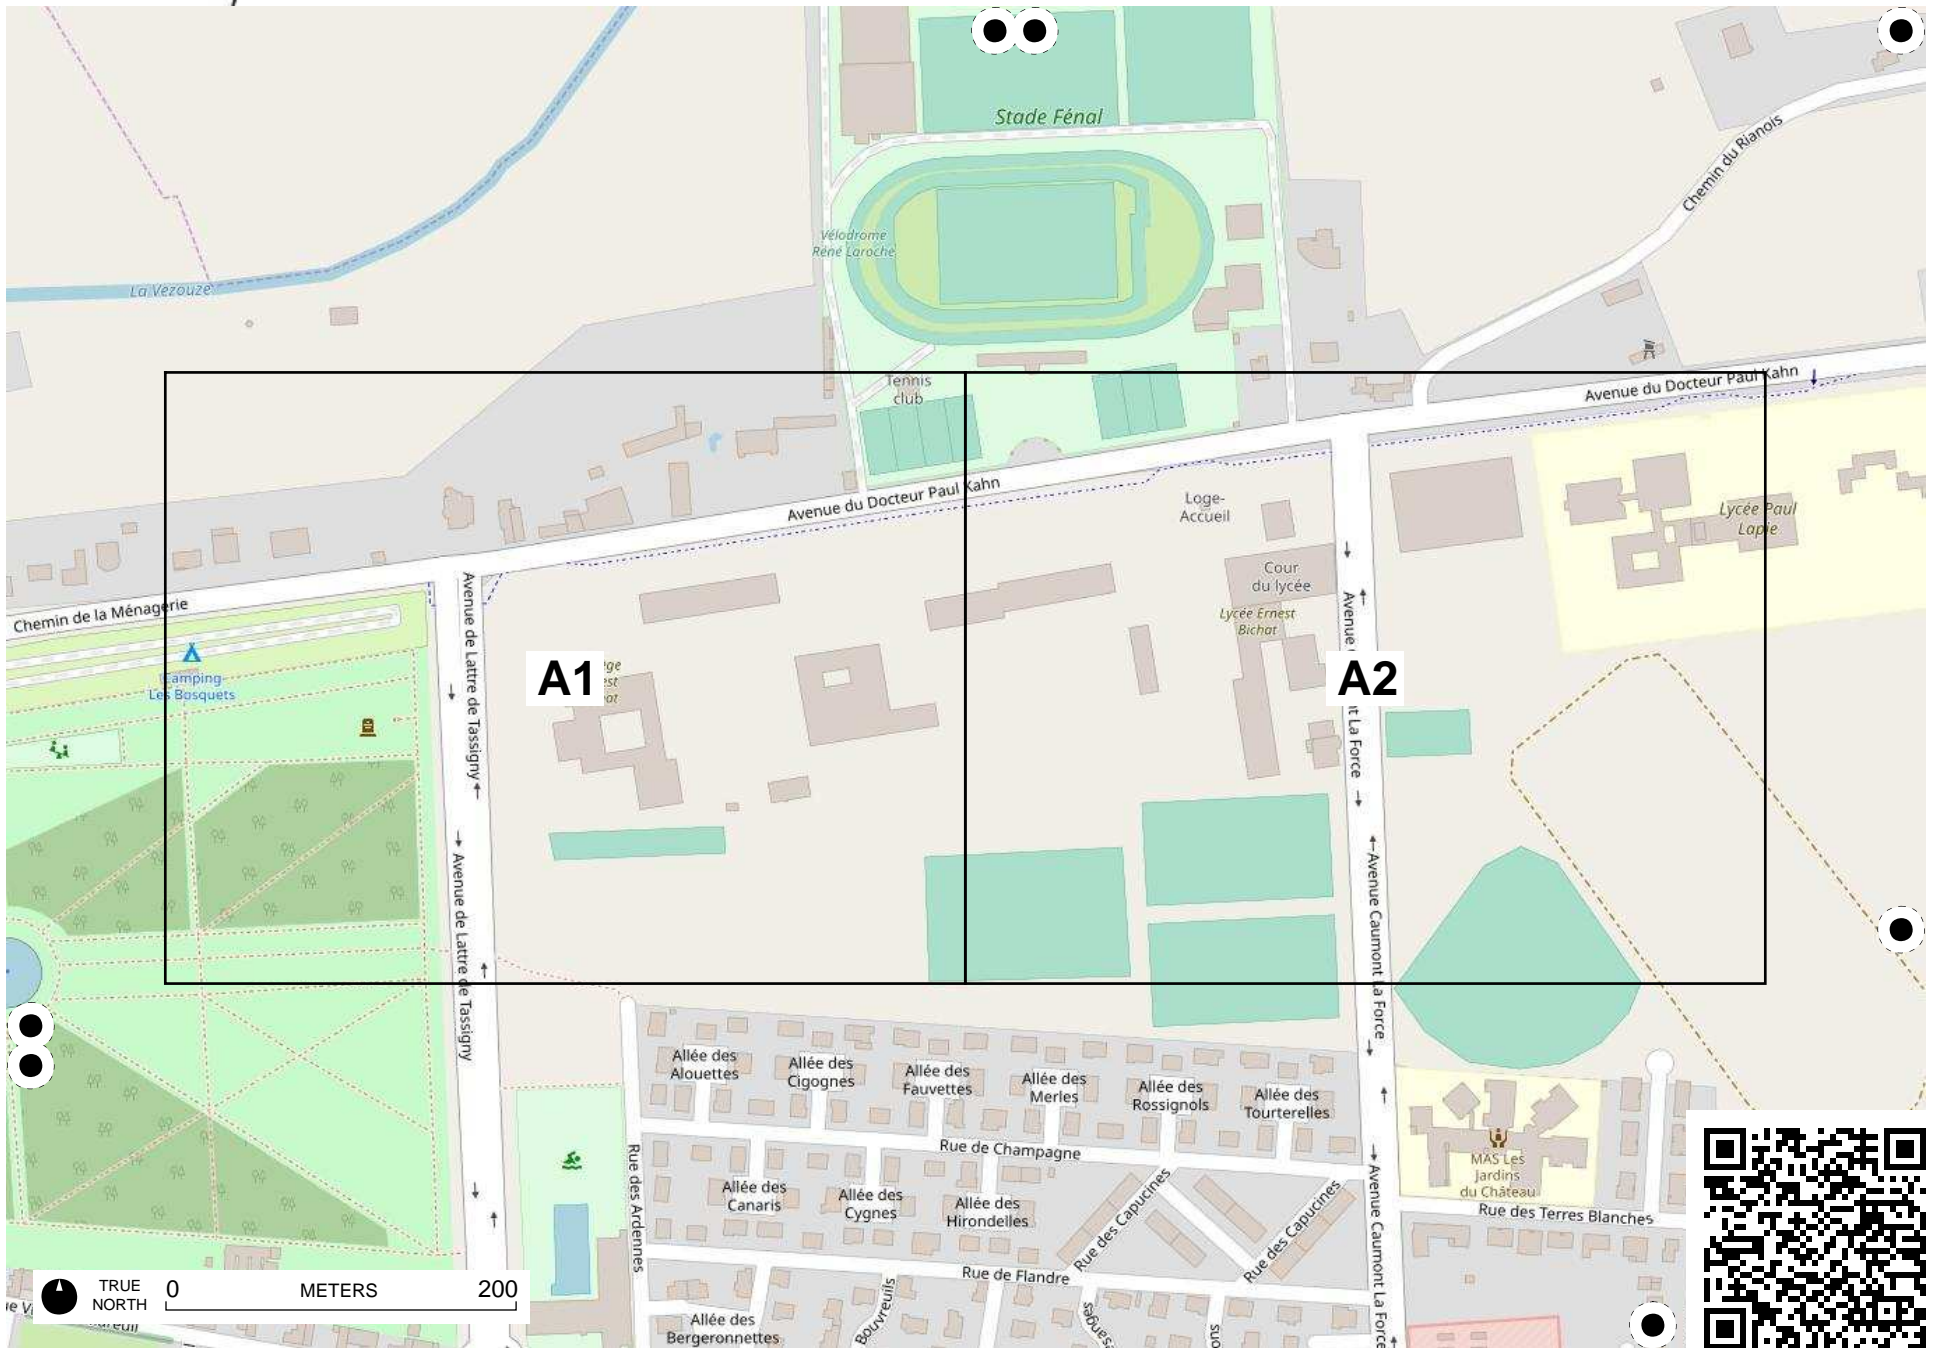 Stade Fénal
Chemin du Rianois
Vélodrome
Réné Laroche
La Vezouze
Tennis
club
Avenue du Docteur Paul Kahn
Avenue du Docteur Paul Kahn
Loge-
Accueil
Lycée Paul
Lapie
Cour
du lycée
Lycée Ernest
Bichat
Chemin de la Ménagerie
Camping
Les Bosquets
Avenue de Lattre de Tassigny
A1
A2
Avenue
nt La Force
Avenue de Lattre de Tassigny
Avenue Caumont La Force
Allée des
Alouettes
Allée des
Cigognes
Allée des
Fauvettes
Allée des
Merles
Allée des
Rossignols
Allée des
Tourterelles
Rue de Champagne
Rue des Ardennes
Allée des
Canaris
Allée des
Cygnes
Allée des
Hirondelles
Rue des Capucines
Rue des Capucines
Avenue Caumont La Force
MAS Les
Jardins
du Château
Rue des Terres Blanches
Rue de Flandre
Allée des
Bergeronnettes
Bouvreuils
TRUE
NORTH
0 METERS 200